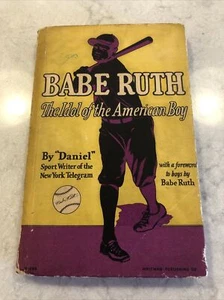 BABE RUTH
The Idol of the American Boy
By "Daniel"
Sport Writer of the
New York Telegram
with a foreword
to boys by
Babe Ruth